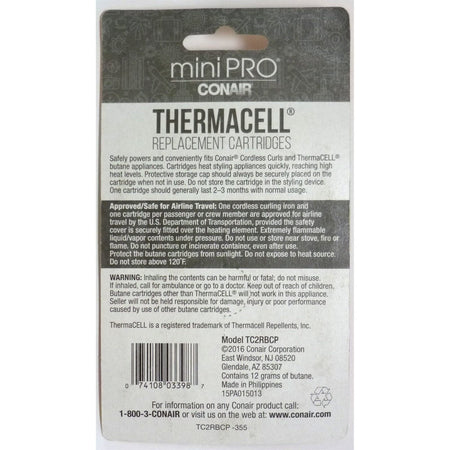 miniPRO®
CONAIR®
THERMACELL®
REPLACEMENT CARTRIDGES
Safely powers and conveniently fits Conair® Cordless Curls and ThermaCELL®
butane appliances. Cartridges heat styling appliances quickly, reaching high
heat levels. Protective storage cap should always be securely placed on the
cartridge when not in use. Do not store the cartridge in the styling device.
One cartridge should generally last 2–3 months with normal usage.
Approved/Safe for Airline Travel: One cordless curling iron and
one cartridge per passenger or crew member are approved for airline
travel by the U.S. Department of Transportation, provided the safety
cover is securely fitted over the heating element. Extremely flammable
liquid/vapor contents under pressure. Do not use or store near stove, fire or
flame. Do not puncture or incinerate container, even after use.
Protect the butane cartridges from sunlight. Do not expose to heat source.
Do not store above 120˚F.
WARNING: Inhaling the contents can be harmful or fatal; do not misuse.
If inhaled, call for ambulance or go to a doctor. Keep out of reach of children.
Butane cartridges other than ThermaCELL® will not work in this appliance.
Seller will not be held responsible for damage, injury or poor performance
caused by use of other butane cartridges.
ThermaCELL is a registered trademark of Thermacell Repellents, Inc.
Model TC2RBCP
©2016 Conair Corporation
East Windsor, NJ 08520
Glendale, AZ 85307
Contains 12 grams of butane.
Made in Philippines
15PA015013
0 74108 03398 7
For information on any Conair product call:
1-800-3-CONAIR or visit us on the web at: www.conair.com
TC2RBCP -355